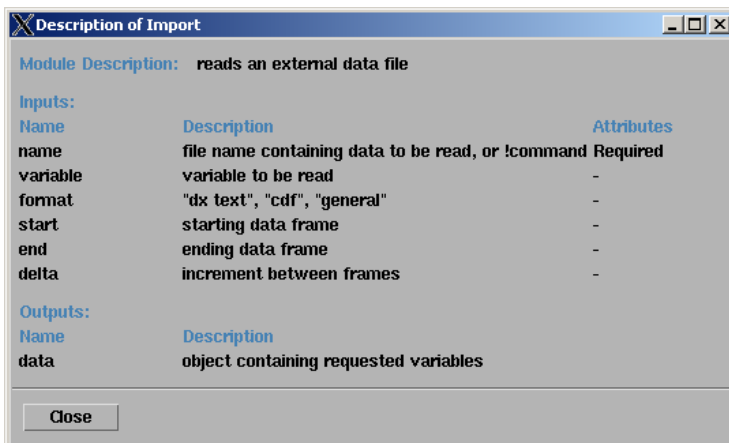 Description of Import
Module Description: reads an external data file
Inputs:
Name Description Attributes
name file name containing data to be read, or !command Required
variable variable to be read -
format "dx text", "cdf", "general"
start starting data frame -
end ending data frame -
delta increment between frames -
Outputs:
Name Description
data object containing requested variables
Close